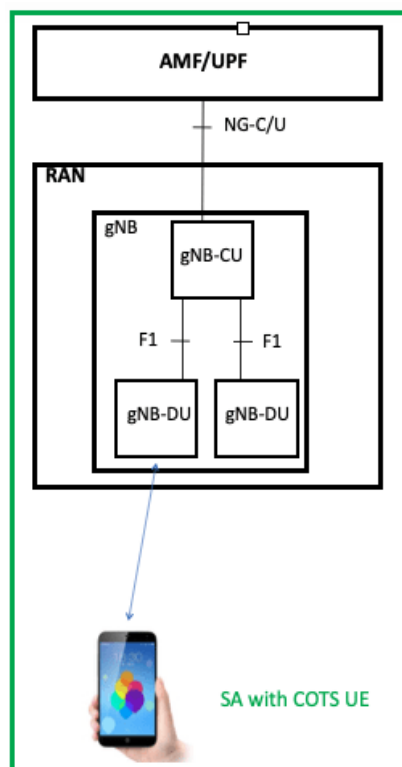 AMF/UPF
NG-C/U
RAN
gNB
gNB-CU
F1 F1
gNB-DU gNB-DU
SA with COTS UE